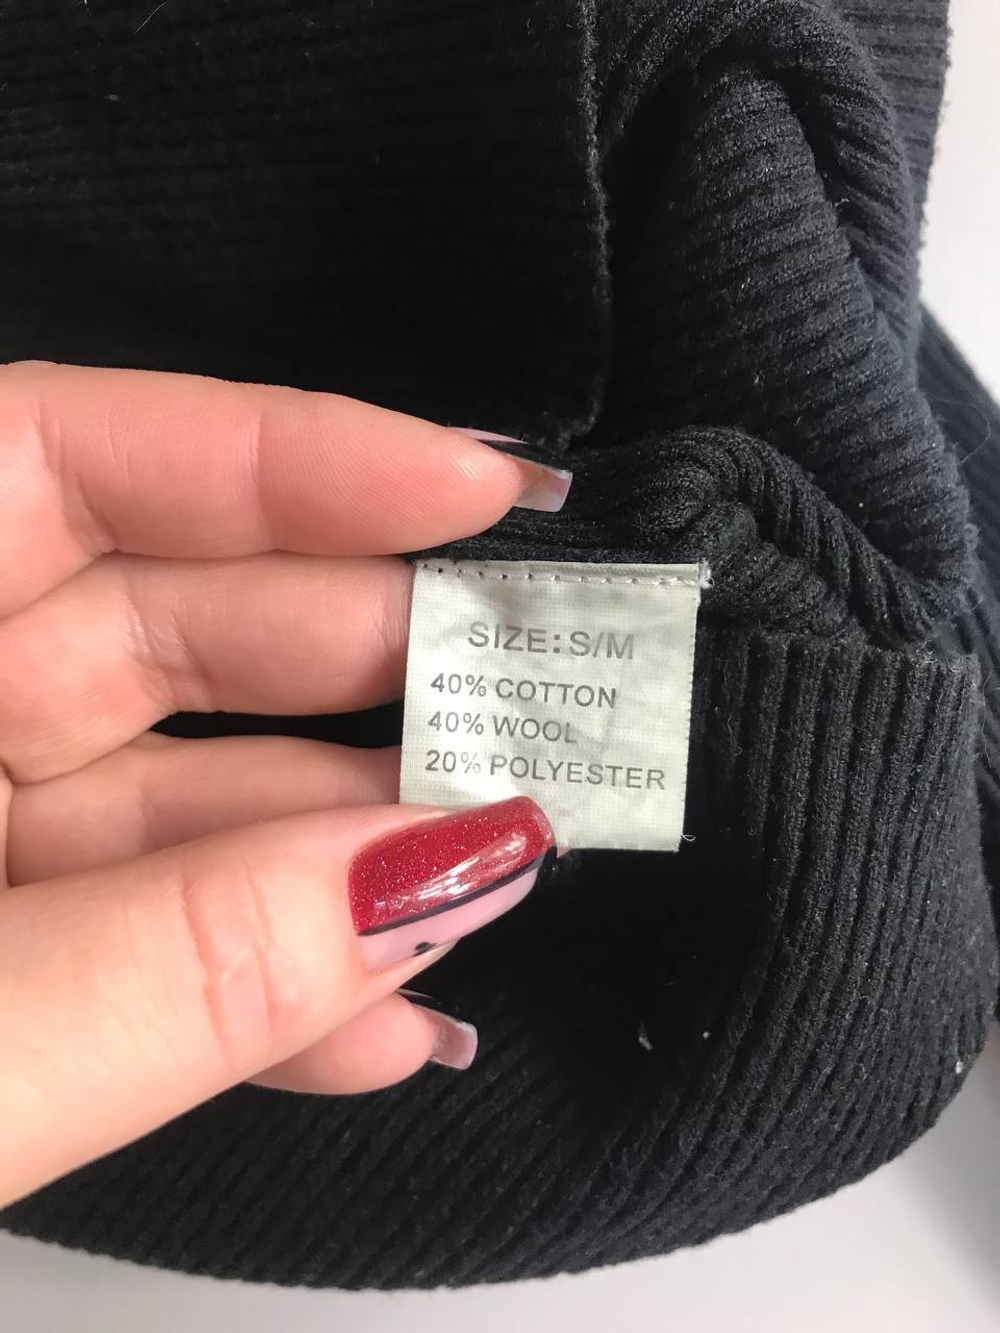 SIZE: S/M
40% COTTON
40% WOOL
20% POLYESTER